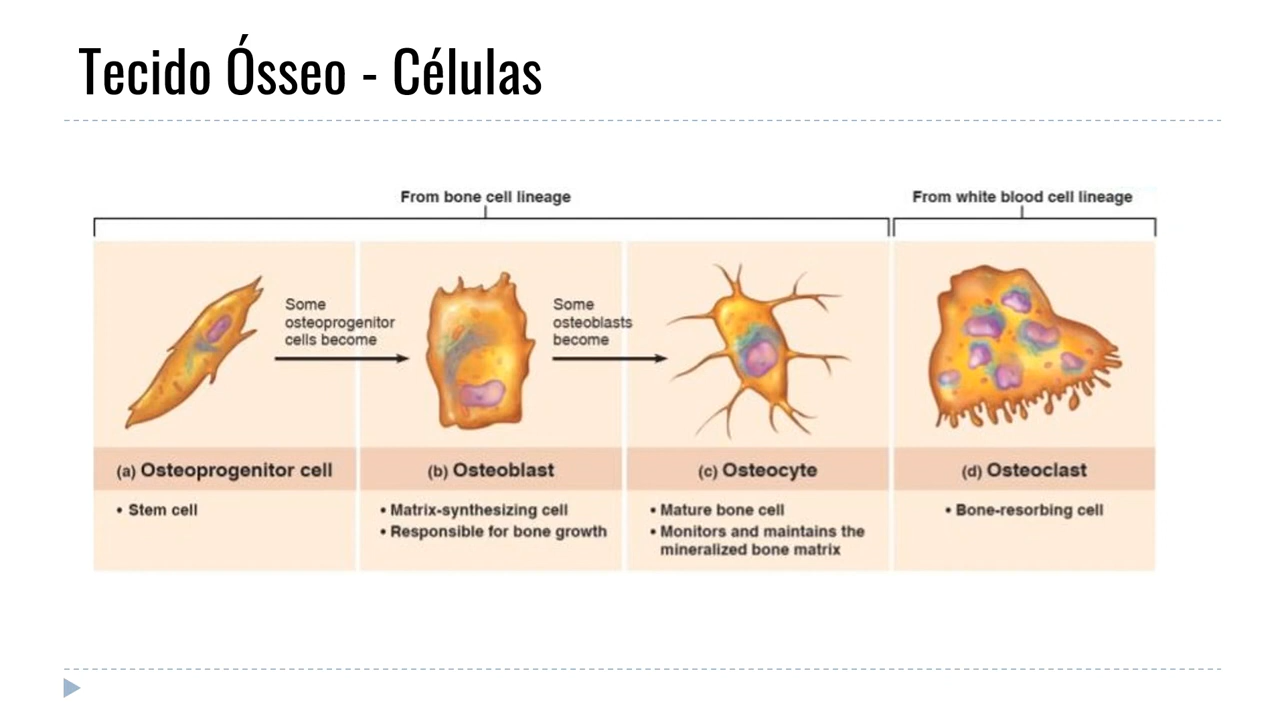 Tecido Ósseo - Células
From bone cell lineage
From white blood cell lineage
Some
osteoprogenitor
cells become
Some
osteoblasts
become
(a) Osteoprogenitor cell
• Stem cell
(b) Osteoblast
• Matrix-synthesizing cell
• Responsible for bone growth
(c) Osteocyte
• Mature bone cell
• Monitors and maintains the
mineralized bone matrix
(d) Osteoclast
• Bone-resorbing cell